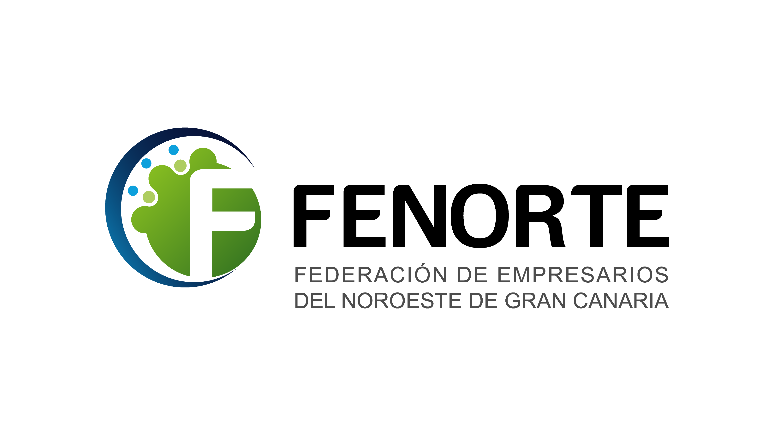 F
FENORTE
FEDERACIÓN DE EMPRESARIOS
DEL NOROESTE DE GRAN CANARIA